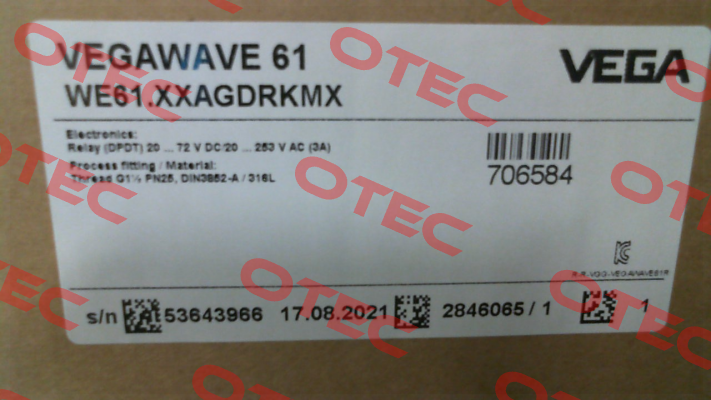 VEGAWAVE 61
VEGA
WE61.XXAGDRKMX
Electronics:
Relay (DPDT) 20 ... 72 V DC/20 ... 253 V AC (3A)
Process fitting / Material:
Thread G1½ PN25, DIN3852-A / 316L
706584
s/n 53643966 17.08.2021 2846065 / 1 1
OTEC
OTEC
OTEC
OTEC
OTEC
OTEC
OTEC
OTEC